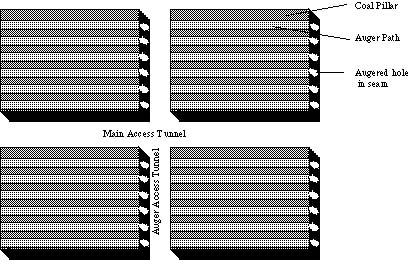 Coal Pillar
Auger Path
Augered hole
in seam
Main Access Tunnel
Auger Access Tunnel